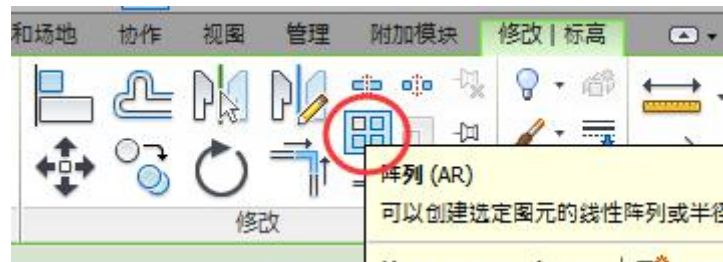 和场地 协作 视图 管理 附加模块 修改 | 标高
阵列 (AR)
可以创建选定图元的线性阵列或半径
修改